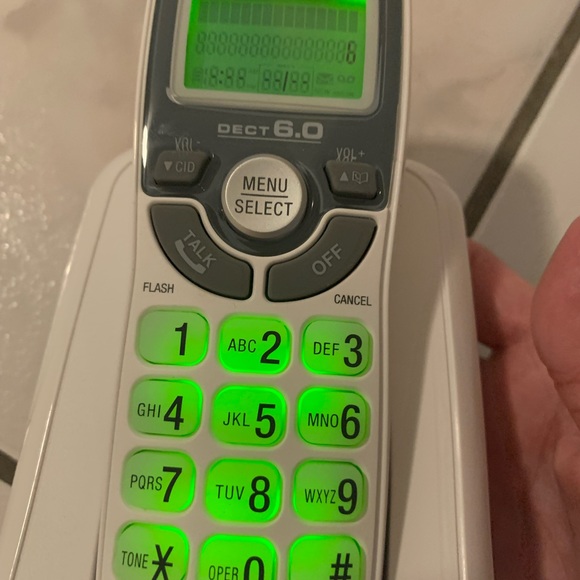 6
DECT 6.0
VOL- VOL+
▼CID ▲
MENU
SELECT
TALK OFF
FLASH CANCEL
1 ABC 2 DEF 3
GHI 4 JKL 5 MNO 6
PQRS 7 TUV 8 WXYZ 9
TONE * OPER 0 #